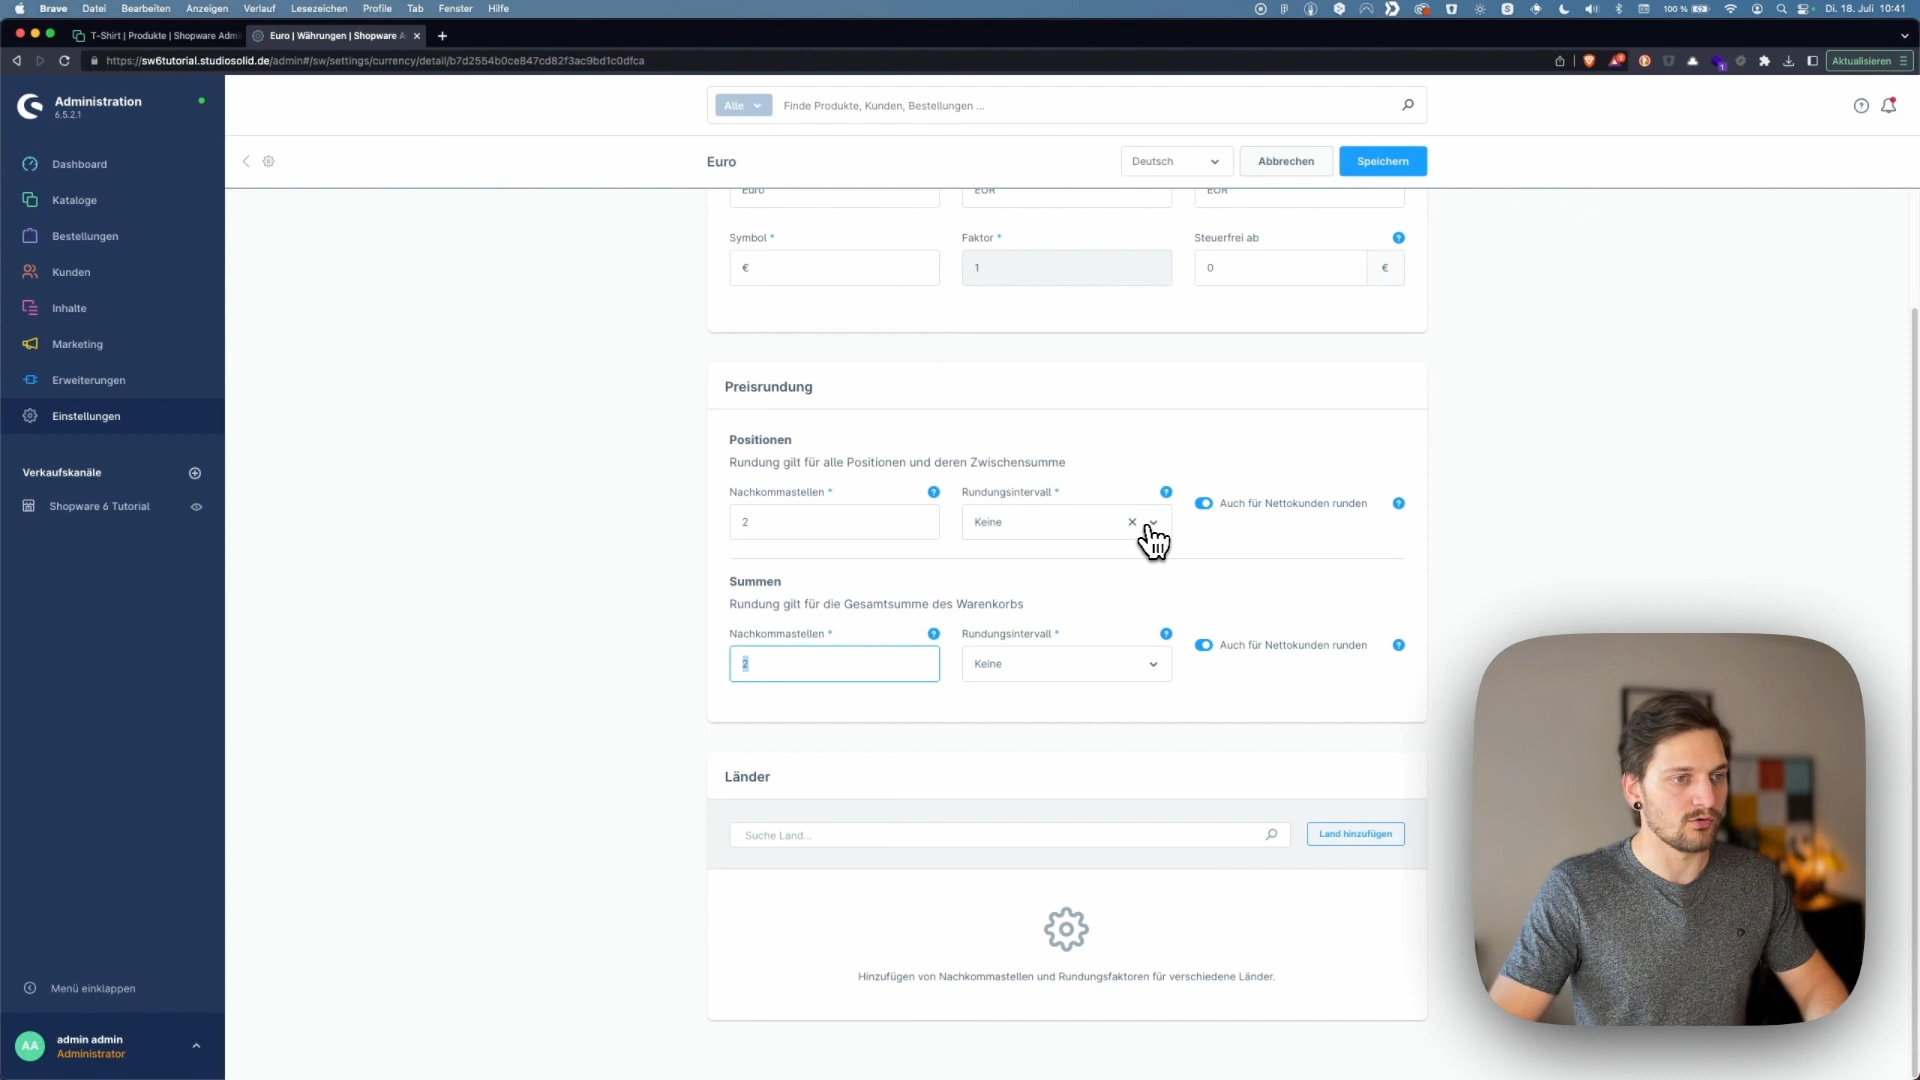 Brave Datei Bearbeiten Anzeigen Verlauf Lesezeichen Profile Tab Fenster Hilfe 100 % Di. 18. Juli 10:41
T-Shirt | Produkte | Shopware Adm
Euro | Währungen | Shopware A
https://sw6tutorial.studiosolid.de/admin#/sw/settings/currency/detail/b7d2554b0ce847cd82f3ac9bd1c0dfca
Aktualisieren
Administration
6.5.2.1
Alle
Finde Produkte, Kunden, Bestellungen ...
Euro
Deutsch
Abbrechen
Speichern
Dashboard
Kataloge
Bestellungen
Kunden
Inhalte
Marketing
Erweiterungen
Einstellungen
Verkaufskanäle
Shopware 6 Tutorial
Menü einklappen
AA
admin admin
Administrator
Euro EUR EUR
Symbol * Faktor * Steuerfrei ab
€ 1 0 €
Preisrundung
Positionen
Rundung gilt für alle Positionen und deren Zwischensumme
Nachkommastellen * Rundungsintervall *
2 Keine
Auch für Nettokunden runden
Summen
Rundung gilt für die Gesamtsumme des Warenkorbs
Nachkommastellen * Rundungsintervall *
2 Keine
Auch für Nettokunden runden
Länder
Suche Land...
Land hinzufügen
Hinzufügen von Nachkommastellen und Rundungsfaktoren für verschiedene Länder.